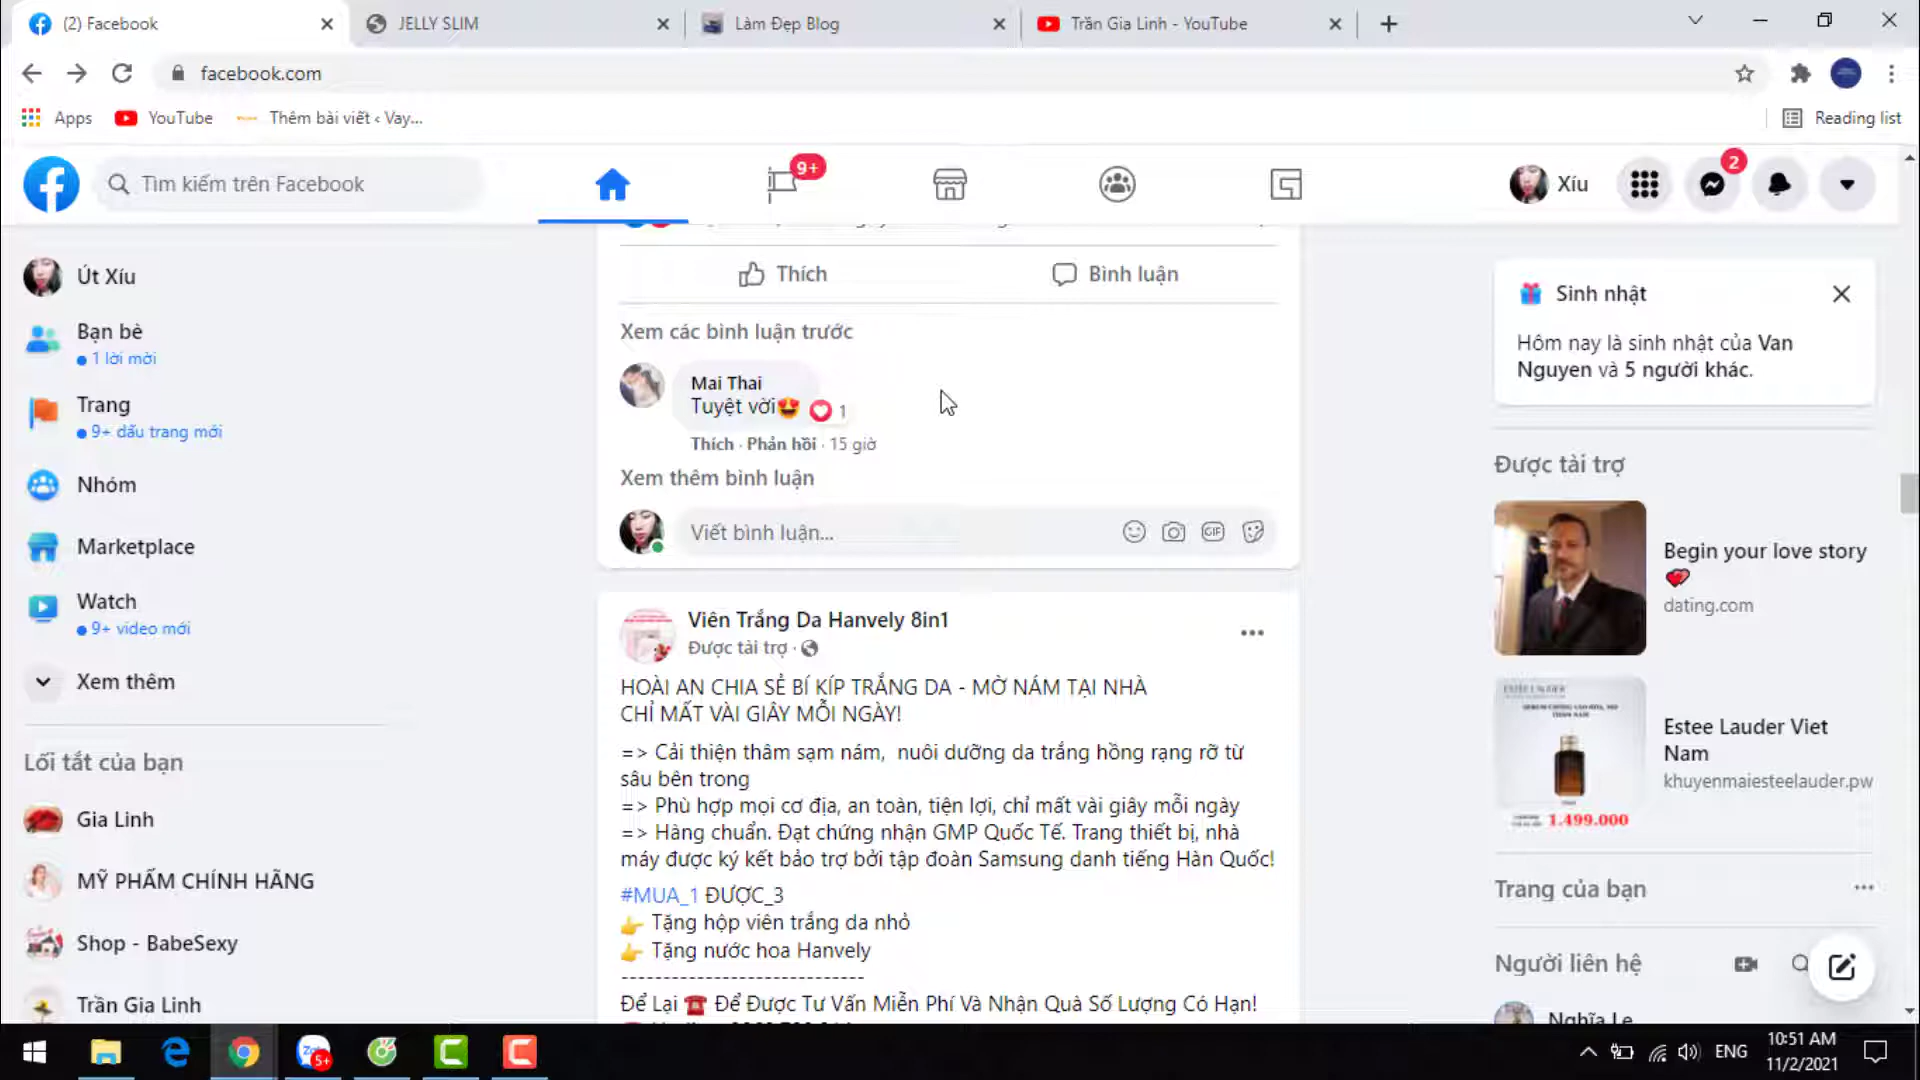 (2) Facebook
JELLY SLIM
Làm Đẹp Blog
Trần Gia Linh - YouTube
facebook.com
Apps
YouTube
Thêm bài viết ‹ Vay...
Reading list
Tìm kiếm trên Facebook
9+
Xíu
2
Út Xíu
Bạn bè
1 lời mời
Trang
9+ dấu trang mới
Nhóm
Marketplace
Watch
9+ video mới
Xem thêm
Lối tắt của bạn
Gia Linh
MỸ PHẨM CHÍNH HÃNG
Shop - BabeSexy
Trần Gia Linh
Thích
Bình luận
Xem các bình luận trước
Mai Thai
Tuyệt vời😍
1
Thích · Phản hồi · 15 giờ
Xem thêm bình luận
Viết bình luận...
GIF
Viên Trắng Da Hanvely 8in1
Được tài trợ ·
HOÀI AN CHIA SẺ BÍ KÍP TRẮNG DA - MỜ NÁM TẠI NHÀ
CHỈ MẤT VÀI GIÂY MỖI NGÀY!
=> Cải thiện thâm sạm nám, nuôi dưỡng da trắng hồng rạng rỡ từ
sâu bên trong
=> Phù hợp mọi cơ địa, an toàn, tiện lợi, chỉ mất vài giây mỗi ngày
=> Hàng chuẩn. Đạt chứng nhận GMP Quốc Tế. Trang thiết bị, nhà
máy được ký kết bảo trợ bởi tập đoàn Samsung danh tiếng Hàn Quốc!
#MUA_1 ĐƯỢC_3
👉 Tặng hộp viên trắng da nhỏ
👉 Tặng nước hoa Hanvely
----------------------------
Để Lại ☎️ Để Được Tư Vấn Miễn Phí Và Nhận Quà Số Lượng Có Hạn!
Sinh nhật
Hôm nay là sinh nhật của Van
Nguyen và 5 người khác.
Được tài trợ
Begin your love story
💕
dating.com
ESTEE LAUDER
1.499.000
Estee Lauder Viet
Nam
khuyenmaiesteelauder.pw
Trang của bạn
Người liên hệ
Nghĩa Le
5+
ENG
10:51 AM
11/2/2021